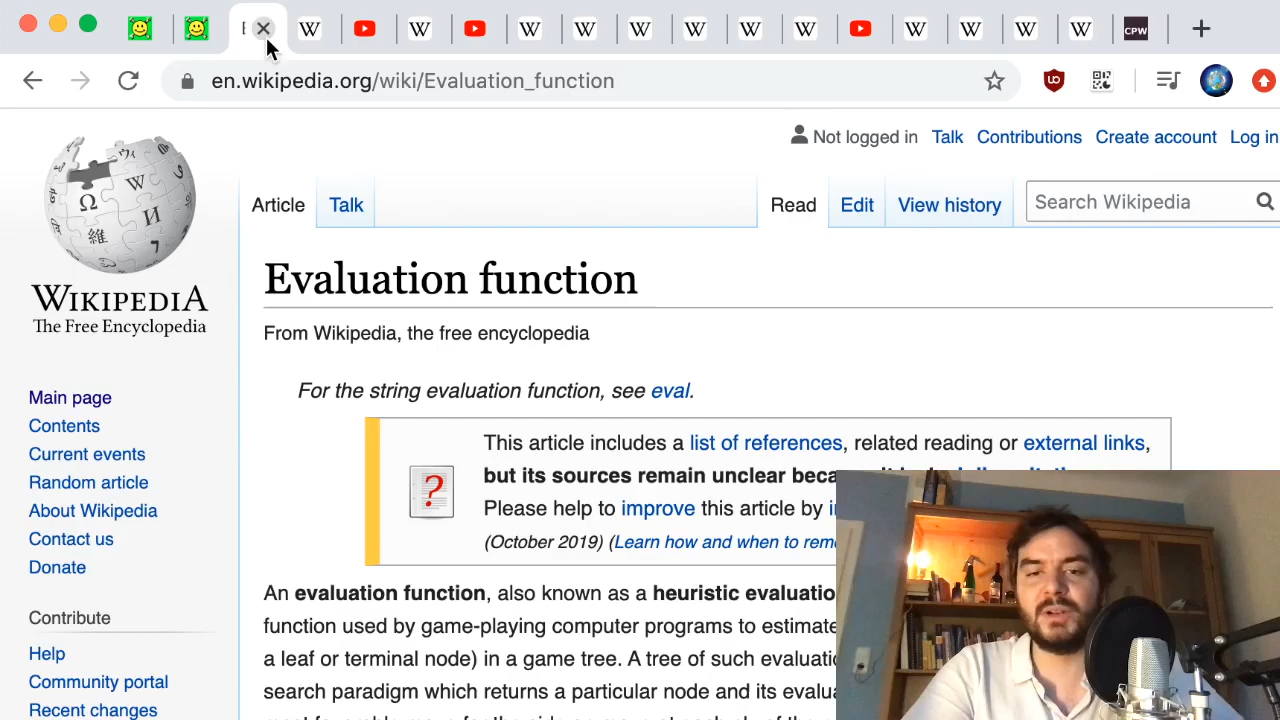 CPW
en.wikipedia.org/wiki/Evaluation_function
Not logged in Talk Contributions Create account Log in
Article Talk Read Edit View history Search Wikipedia
WIKIPEDIA
The Free Encyclopedia
Evaluation function
From Wikipedia, the free encyclopedia
For the string evaluation function, see eval.
This article includes a list of references, related reading or external links,
but its sources remain unclear
Please help to improve this article by
(October 2019) (Learn how and when to
An evaluation function, also known as a heuristic
function used by game-playing computer programs to
a leaf or terminal node) in a game tree. A tree of such
search paradigm which returns a particular node and its
Main page
Contents
Current events
Random article
About Wikipedia
Contact us
Donate
Contribute
Help
Community portal
Recent changes